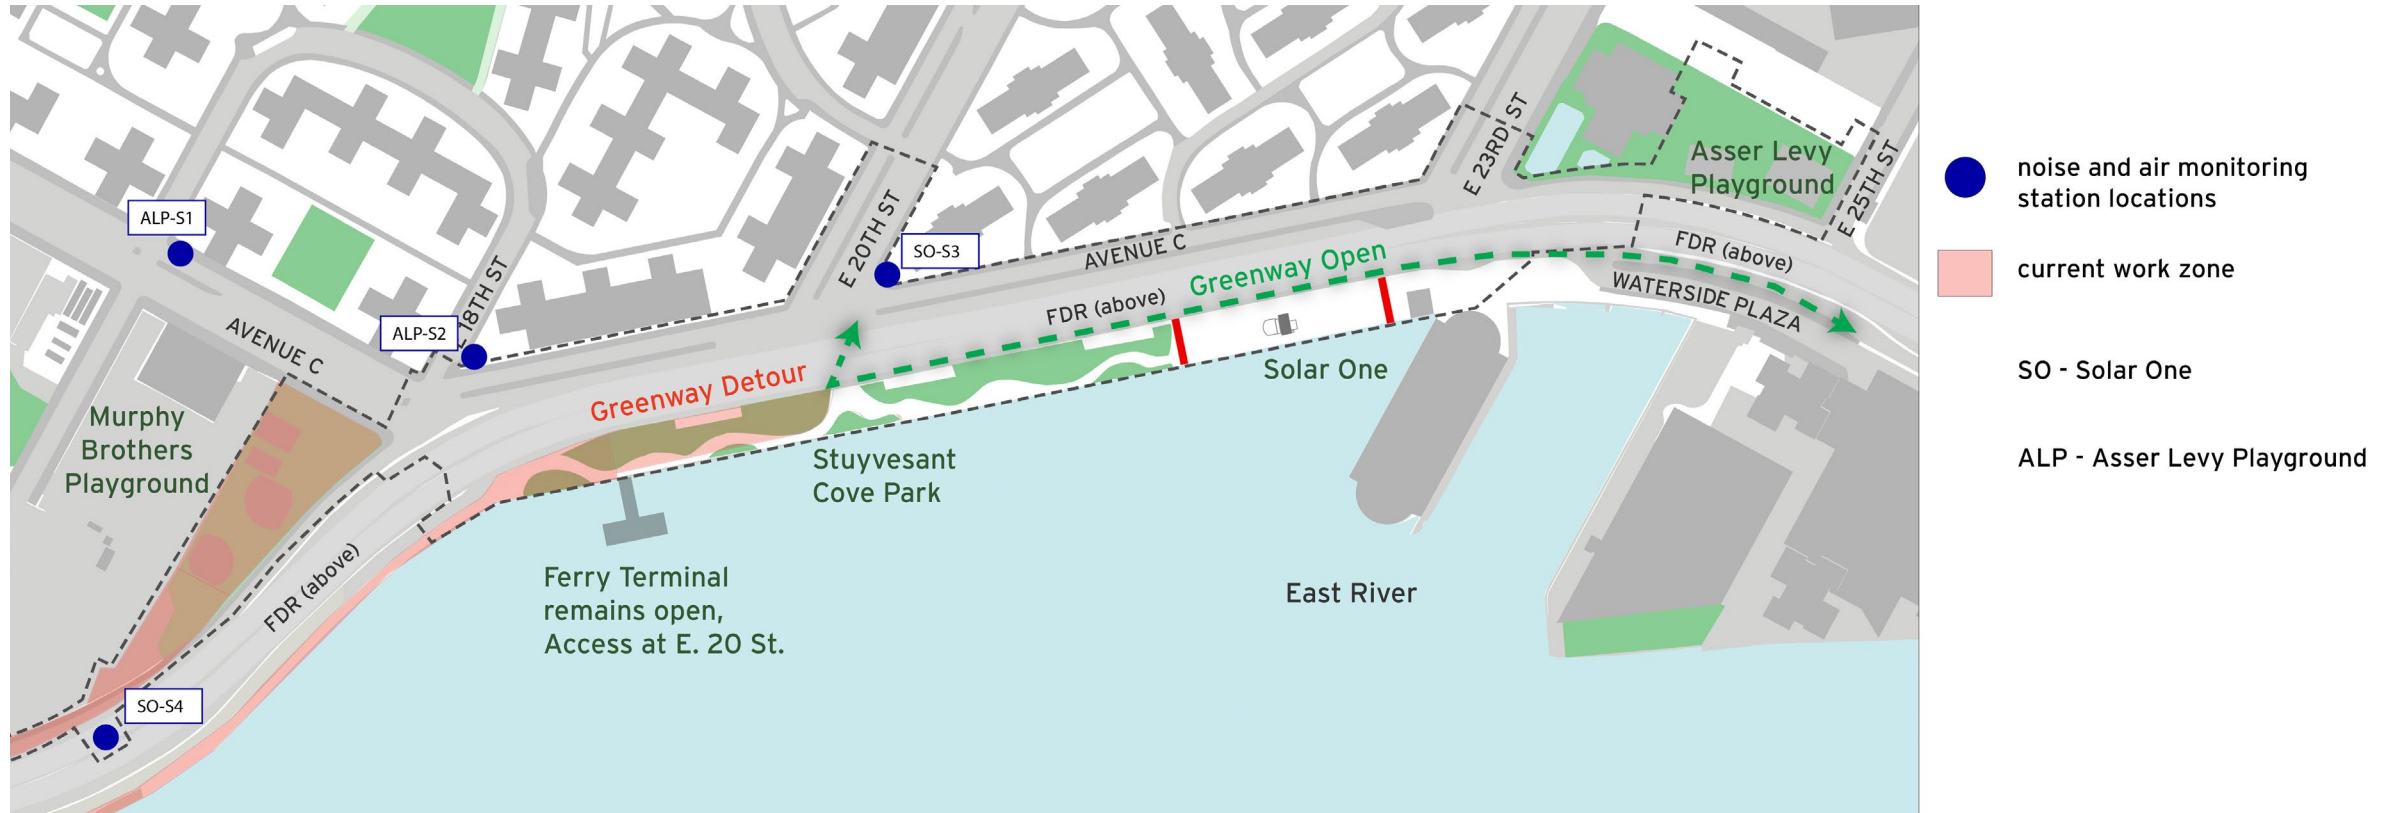 ALP-S1
ALP-S2
SO-S3
SO-S4
AVENUE C
E 18TH ST
E 20TH ST
AVENUE C
E 23RD ST
E 25TH ST
Asser Levy
Playground
FDR (above)
WATERSIDE PLAZA
Greenway Open
FDR (above)
Greenway Detour
Solar One
Murphy
Brothers
Playground
Stuyvesant
Cove Park
FDR (above)
Ferry Terminal
remains open,
Access at E. 20 St.
East River
noise and air monitoring
station locations
current work zone
SO - Solar One
ALP - Asser Levy Playground